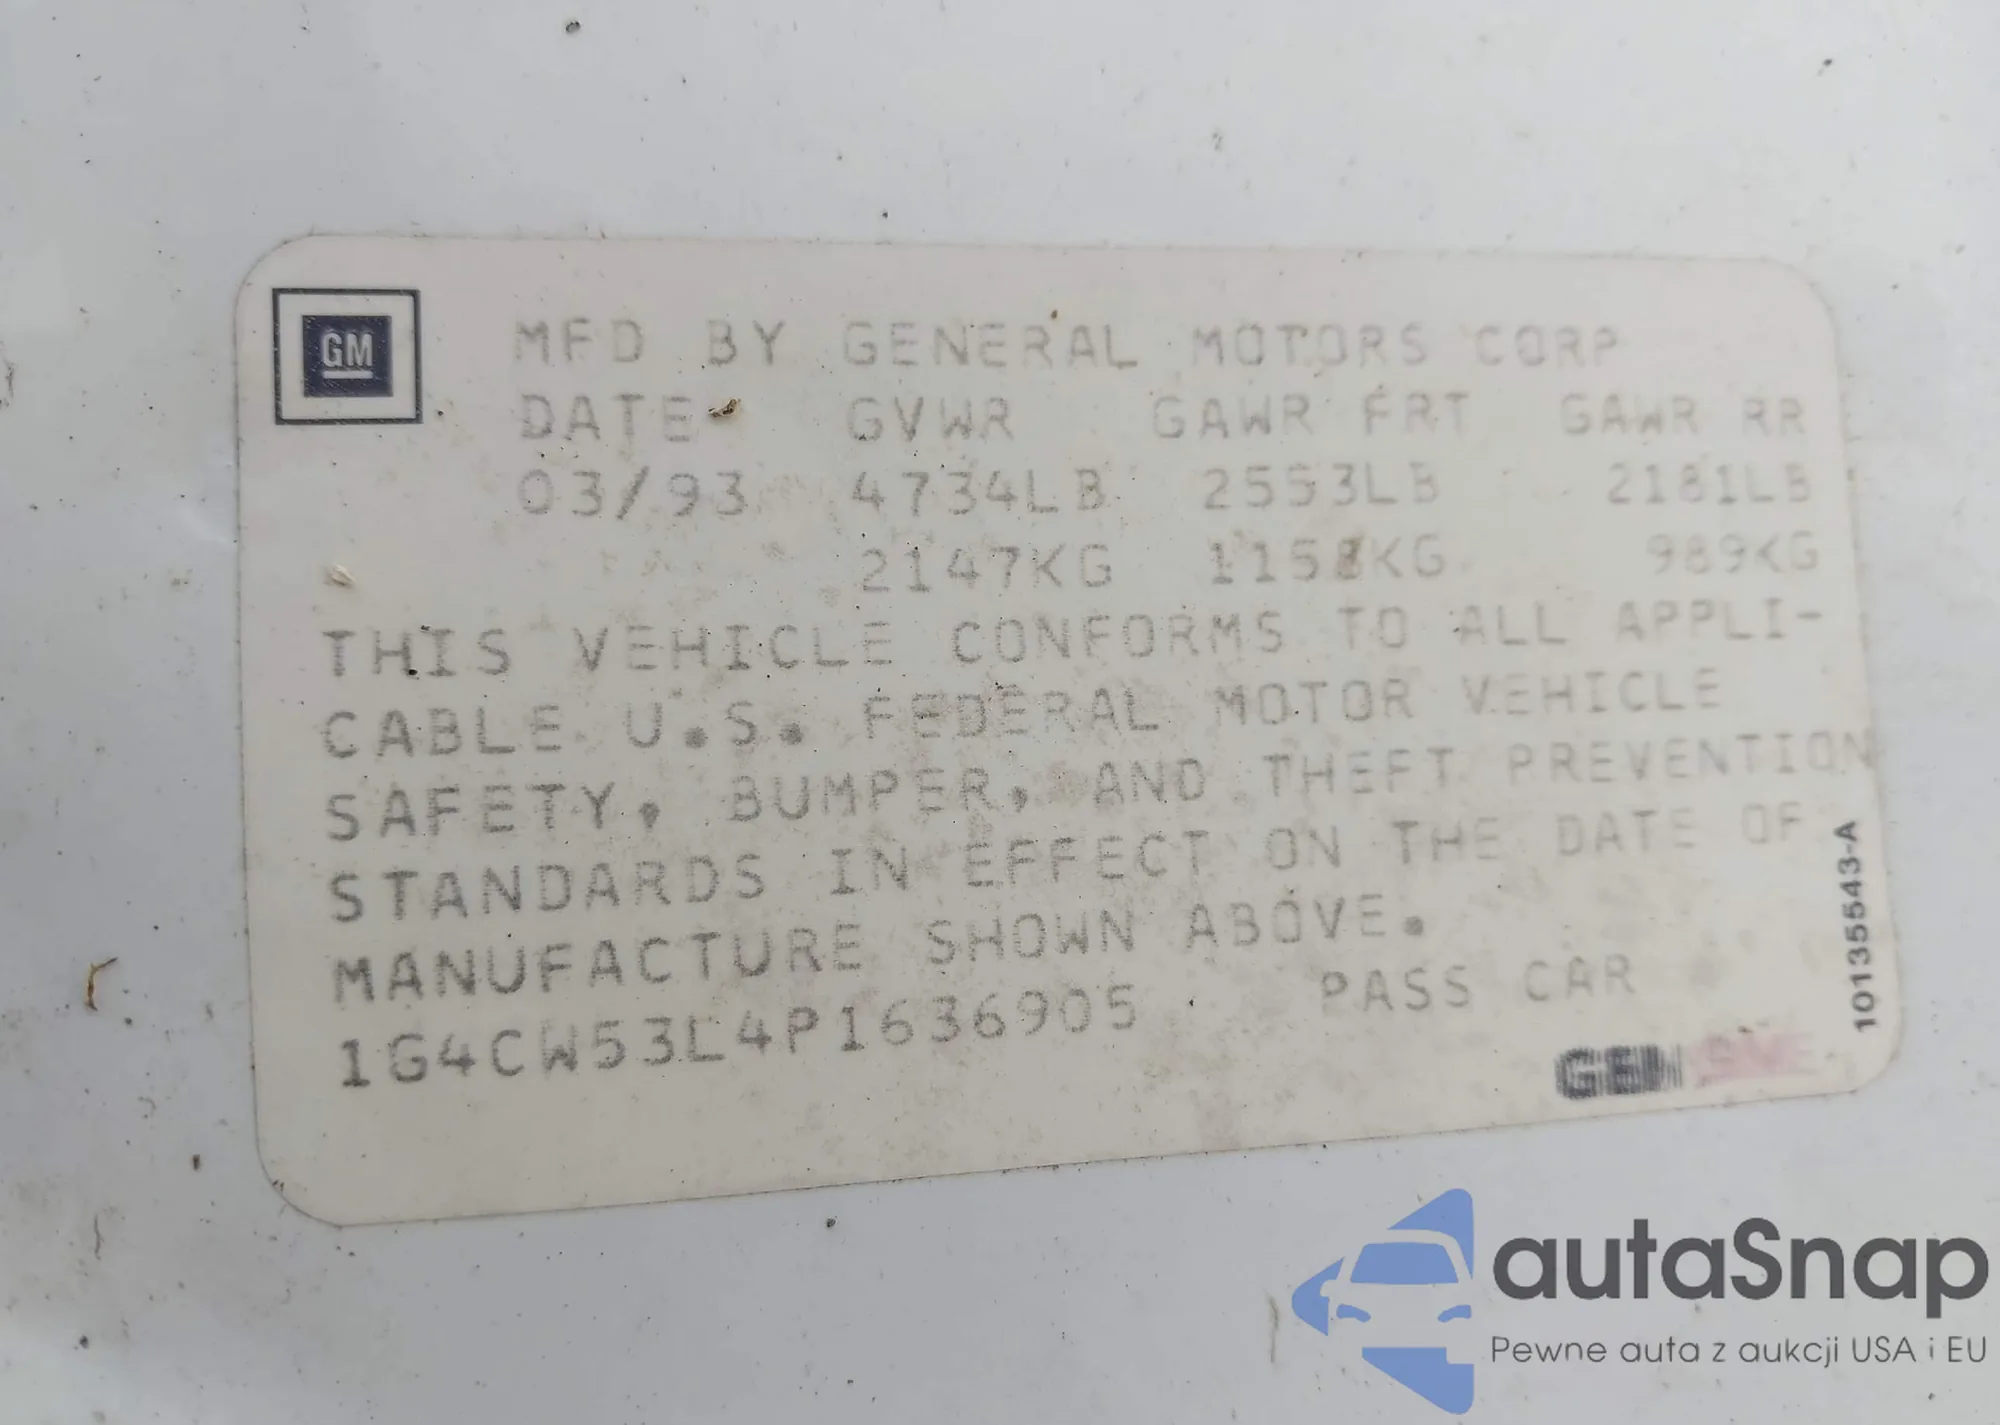 GM
MFD BY GENERAL MOTORS CORP
DATE GVWR GAWR FRT GAWR RR
03/93 4734LB 2553LB 2181LB
2147KG 1158KG 989KG
THIS VEHICLE CONFORMS TO ALL APPLI-
CABLE U.S. FEDERAL MOTOR VEHICLE
SAFETY, BUMPER, AND THEFT PREVENTION
STANDARDS IN EFFECT ON THE DATE OF
MANUFACTURE SHOWN ABOVE.
1G4CW53L4P1636905 PASS CAR
10135543-A
autaSnap
Pewne auta z aukcji USA i EU